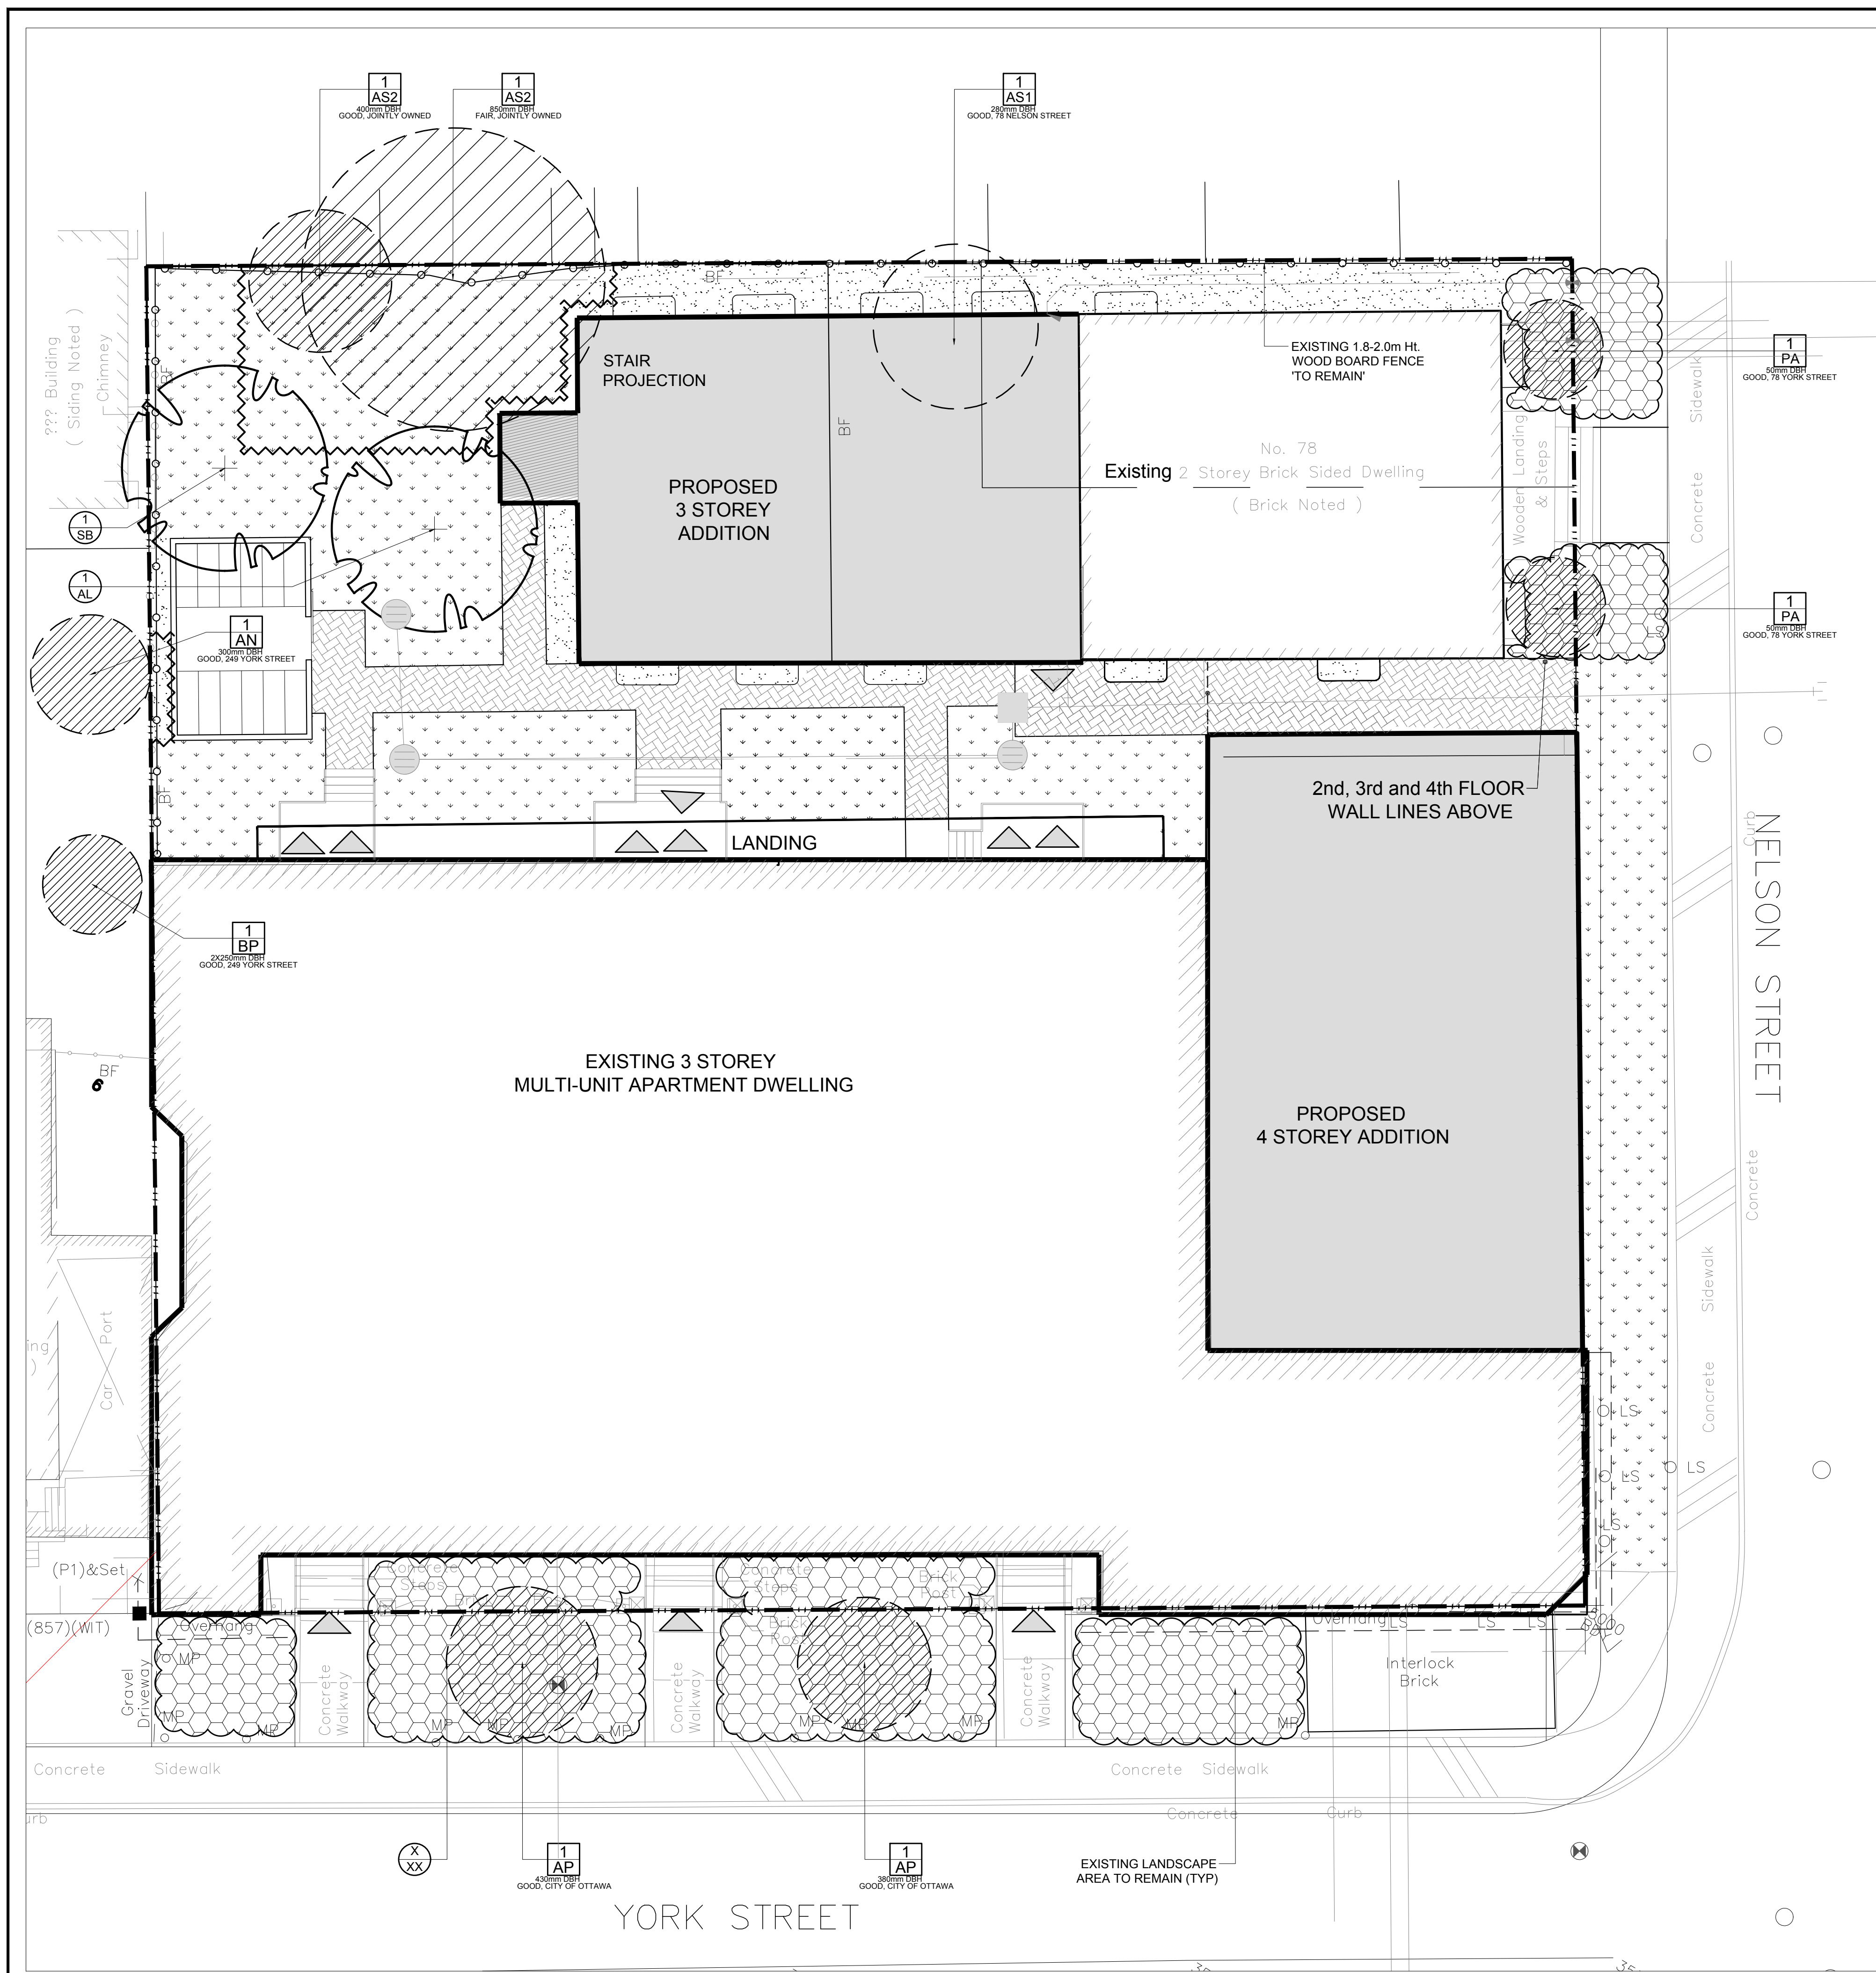 1
AS2
400mm DBH
GOOD, JOINTLY OWNED
1
AS2
850mm DBH
FAIR, JOINTLY OWNED
1
AS1
280mm DBH
GOOD, 78 NELSON STREET
BF
??? Building
( Siding Noted )
Chimney
BF
STAIR
PROJECTION
BF
EXISTING 1.8-2.0m Ht.
WOOD BOARD FENCE
'TO REMAIN'
1
PA
50mm DBH
GOOD, 78 YORK STREET
Sidewalk
Concrete
No. 78
Existing 2 Storey Brick Sided Dwelling
( Brick Noted )
Wooden Landing
& Steps
PROPOSED
3 STOREY
ADDITION
1
SB
1
AL
1
AN
300mm DBH
GOOD, 249 YORK STREET
1
PA
50mm DBH
GOOD, 78 YORK STREET
BF
2nd, 3rd and 4th FLOOR
WALL LINES ABOVE
LANDING
Curb
NELSON STREET
1
BP
2X250mm DBH
GOOD, 249 YORK STREET
BF
6
EXISTING 3 STOREY
MULTI-UNIT APARTMENT DWELLING
PROPOSED
4 STOREY ADDITION
Concrete
Sidewalk
Concrete
Car Port
ing
)
LS
LS
LS
LS
(P1)&Set
(857)(WIT)
Concrete
Steps
Concrete
Steps
Brick
Post
Brick
Post
Overhang
Overhang
LS
LS
LS
Gravel
Driveway
MP
MP
MP
Concrete
Walkway
MP
MP
MP
Concrete
Walkway
MP
MP
MP
Concrete
Walkway
MP
Interlock
Brick
Concrete Sidewalk
Concrete Sidewalk
urb
Concrete Curb
X
XX
1
AP
430mm DBH
GOOD, CITY OF OTTAWA
1
AP
380mm DBH
GOOD, CITY OF OTTAWA
EXISTING LANDSCAPE
AREA TO REMAIN (TYP)
YORK STREET